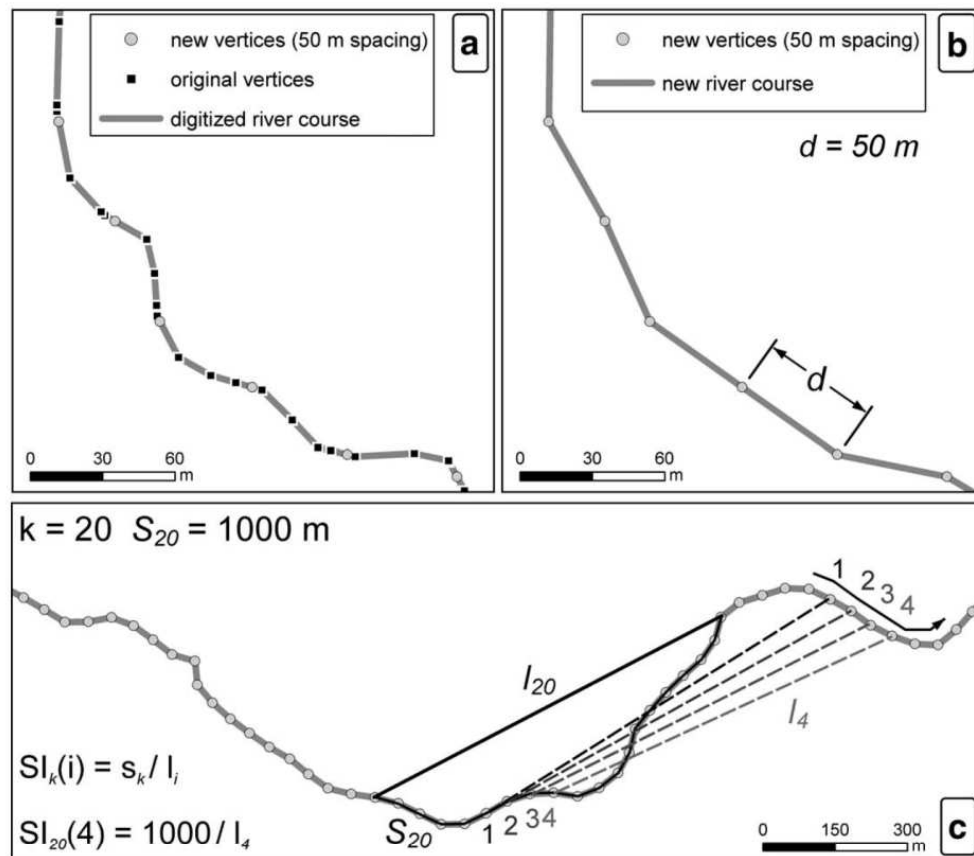 new vertices (50 m spacing)
a
original vertices
digitized river course
0 30 60
m
new vertices (50 m spacing)
b
new river course
d = 50 m
d
0 30 60
m
k = 20 S20 = 1000 m
1
2
3
4
l20
l4
SIk(i) = sk / li
SI20(4) = 1000 / l4
S20
1 2 3 4
0 150 300
m
c